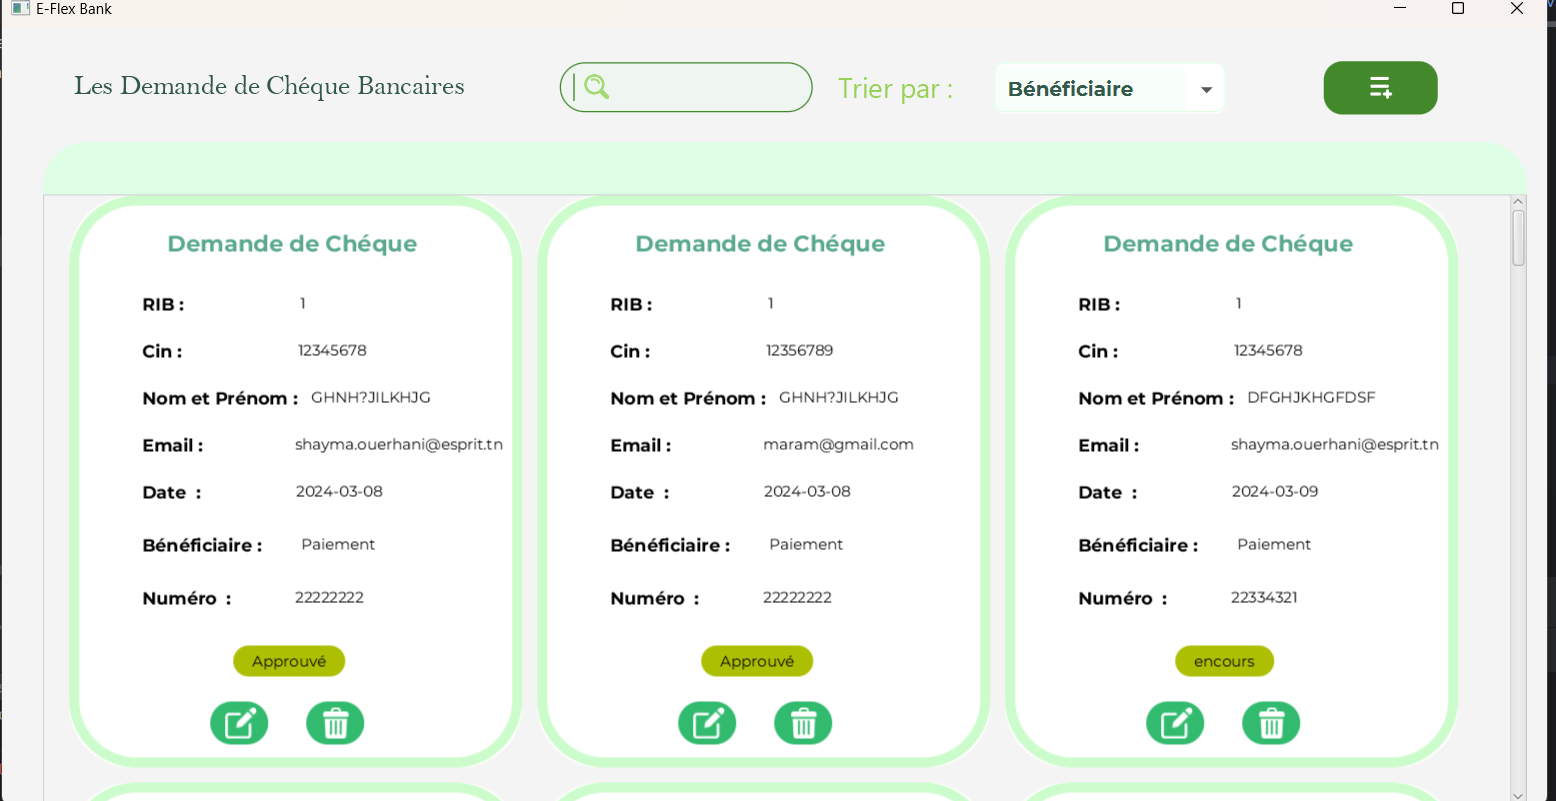 E-Flex Bank
Les Demande de Chéque Bancaires
Trier par :
Bénéficiaire
Demande de Chéque
RIB : 1
Cin : 12345678
Nom et Prénom : GHNH?JILKHJG
Email : shayma.ouerhani@esprit.tn
Date : 2024-03-08
Bénéficiaire : Paiement
Numéro : 22222222
Approuvé
Demande de Chéque
RIB : 1
Cin : 12356789
Nom et Prénom : GHNH?JILKHJG
Email : maram@gmail.com
Date : 2024-03-08
Bénéficiaire : Paiement
Numéro : 22222222
Approuvé
Demande de Chéque
RIB : 1
Cin : 12345678
Nom et Prénom : DFGHJKHGFDSF
Email : shayma.ouerhani@esprit.tn
Date : 2024-03-09
Bénéficiaire : Paiement
Numéro : 22334321
encours